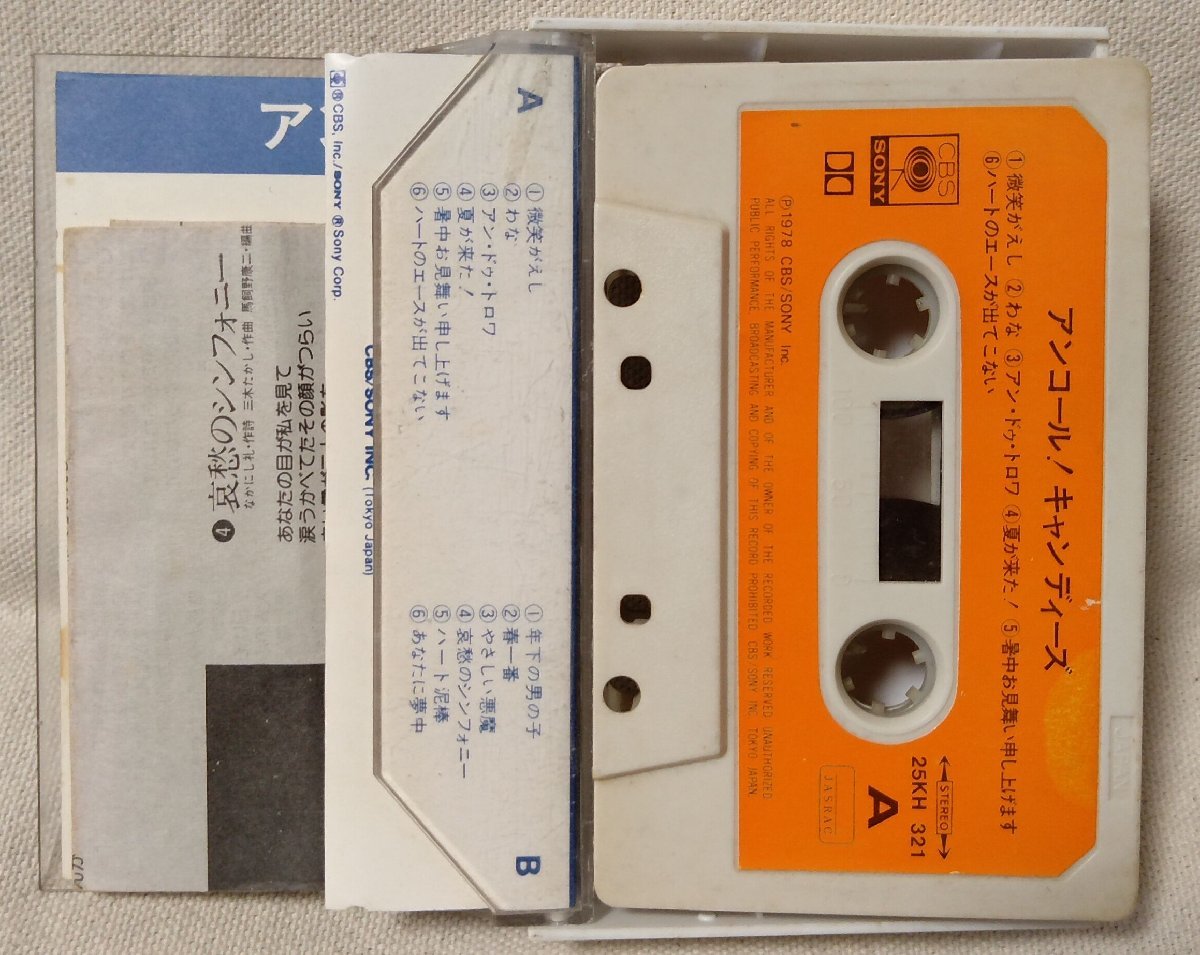 アン
❹哀愁のシンフォニー
なかにし礼・作詩 三木たかし・作曲 馬飼野康二・編曲
あなたの目が私を見て
涙うかべてたその顔がつらい
Ⓡ CBS, Inc./SONY Ⓡ Sony Corp.
CBS/SONY INC. (Tokyo Japan)
A
①微笑がえし
②わな
③アン・ドゥ・トロワ
④夏が来た!
⑤暑中お見舞い申し上げます
⑥ハートのエースが出てこない
B
①年下の男の子
②春一番
③やさしい悪魔
④哀愁のシンフォニー
⑤ハート泥棒
⑥あなたに夢中
アンコール! キャンディーズ
①微笑がえし ②わな ③アン・ドゥ・トロワ ④夏が来た! ⑤暑中お見舞い申し上げます
⑥ハートのエースが出てこない
CBS
SONY
STEREO
25KH 321
A
JASRAC
Ⓟ1978 CBS/SONY Inc.
ALL RIGHTS OF THE MANUFACTURER AND OF THE OWNER OF THE RECORDED WORK RESERVED UNAUTHORIZED
PUBLIC PERFORMANCE BROADCASTING AND COPYING OF THIS RECORD PROHIBITED CBS SONY INC. TOKYO JAPAN.